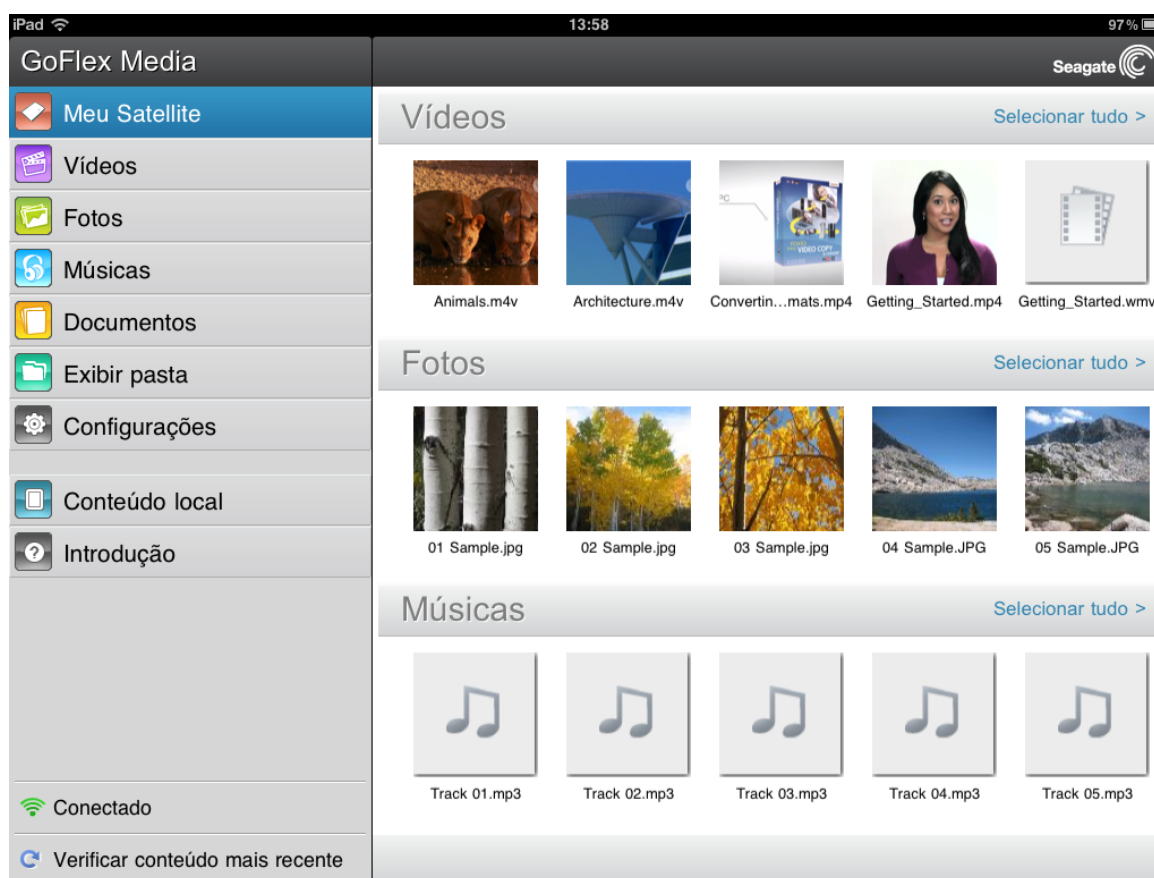 iPad 13:58 97%
GoFlex Media
Seagate
Meu Satellite
Vídeos
Fotos
Músicas
Documentos
Exibir pasta
Configurações
Conteúdo local
Introdução
Conectado
Verificar conteúdo mais recente
Vídeos Selecionar tudo >
PC
VIDEO COPY
Animals.m4v Architecture.m4v Convertin...mats.mp4 Getting_Started.mp4 Getting_Started.wmv
Fotos Selecionar tudo >
01 Sample.jpg 02 Sample.jpg 03 Sample.jpg 04 Sample.JPG 05 Sample.JPG
Músicas Selecionar tudo >
Track 01.mp3 Track 02.mp3 Track 03.mp3 Track 04.mp3 Track 05.mp3